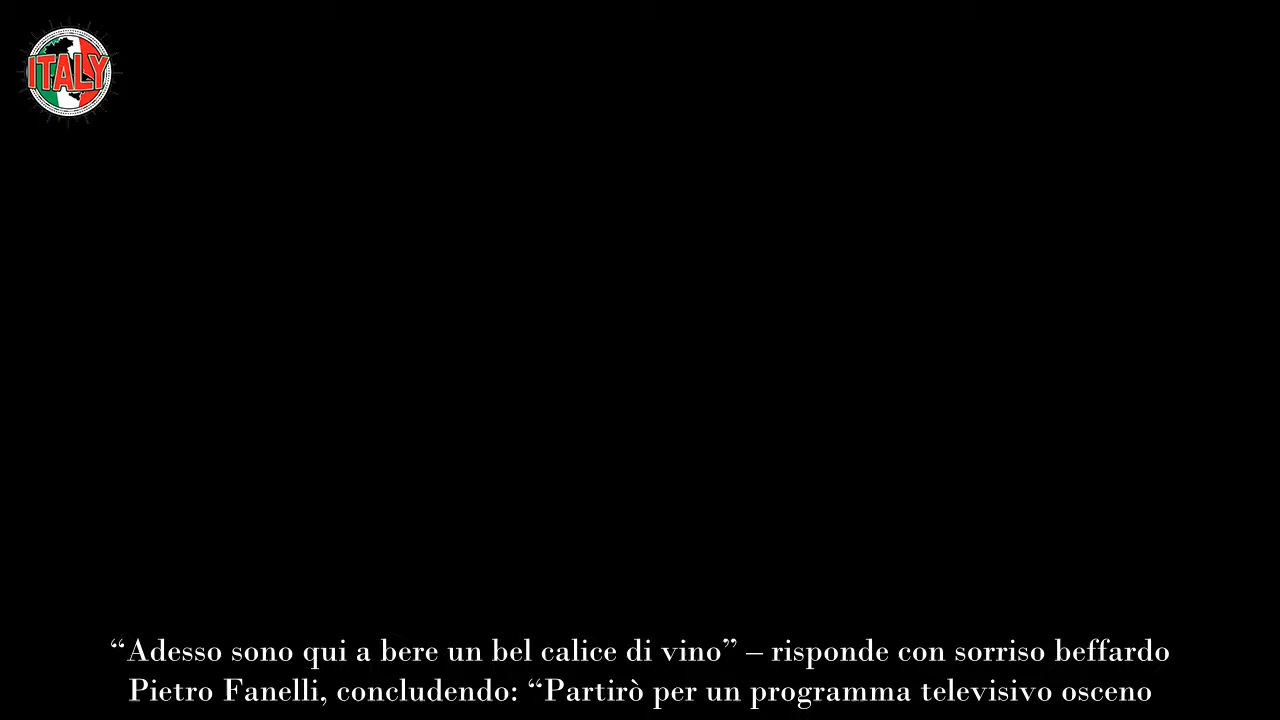 ITALY
“Adesso sono qui a bere un bel calice di vino” – risponde con sorriso beffardo
Pietro Fanelli, concludendo: “Partirò per un programma televisivo osceno